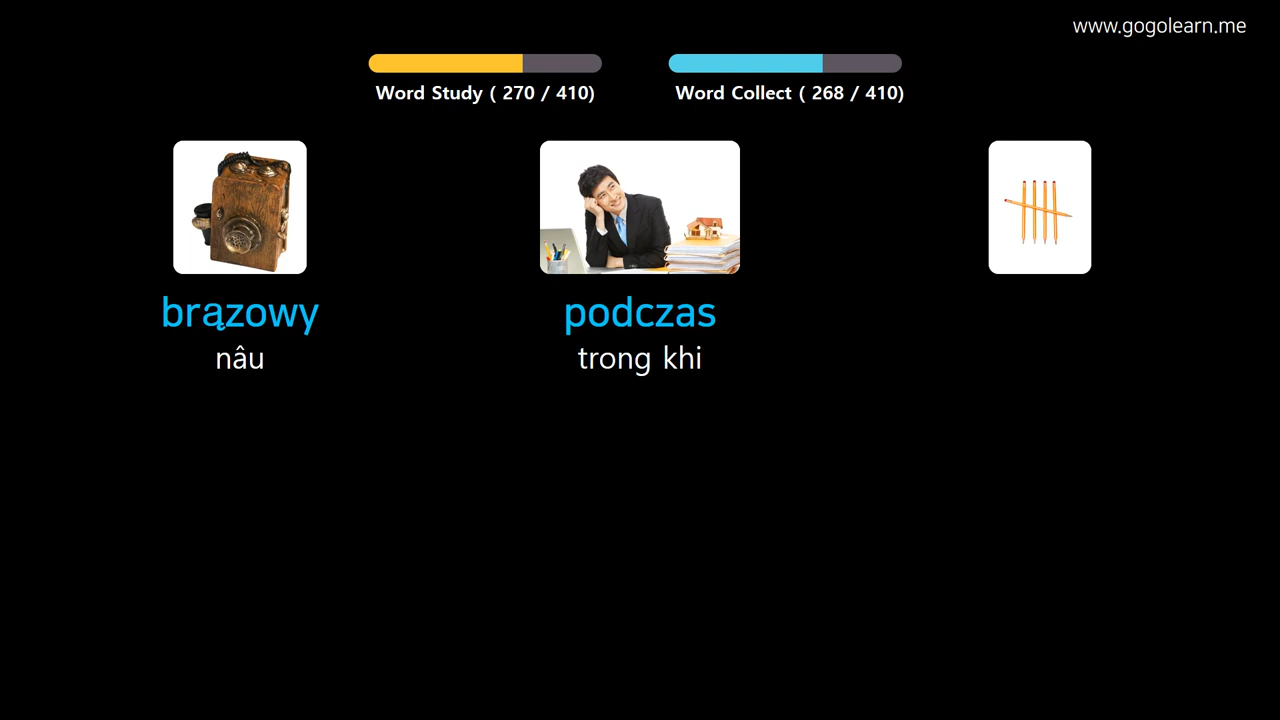 www.gogolearn.me
Word Study ( 270 / 410)
Word Collect ( 268 / 410)
brązowy
nâu
podczas
trong khi